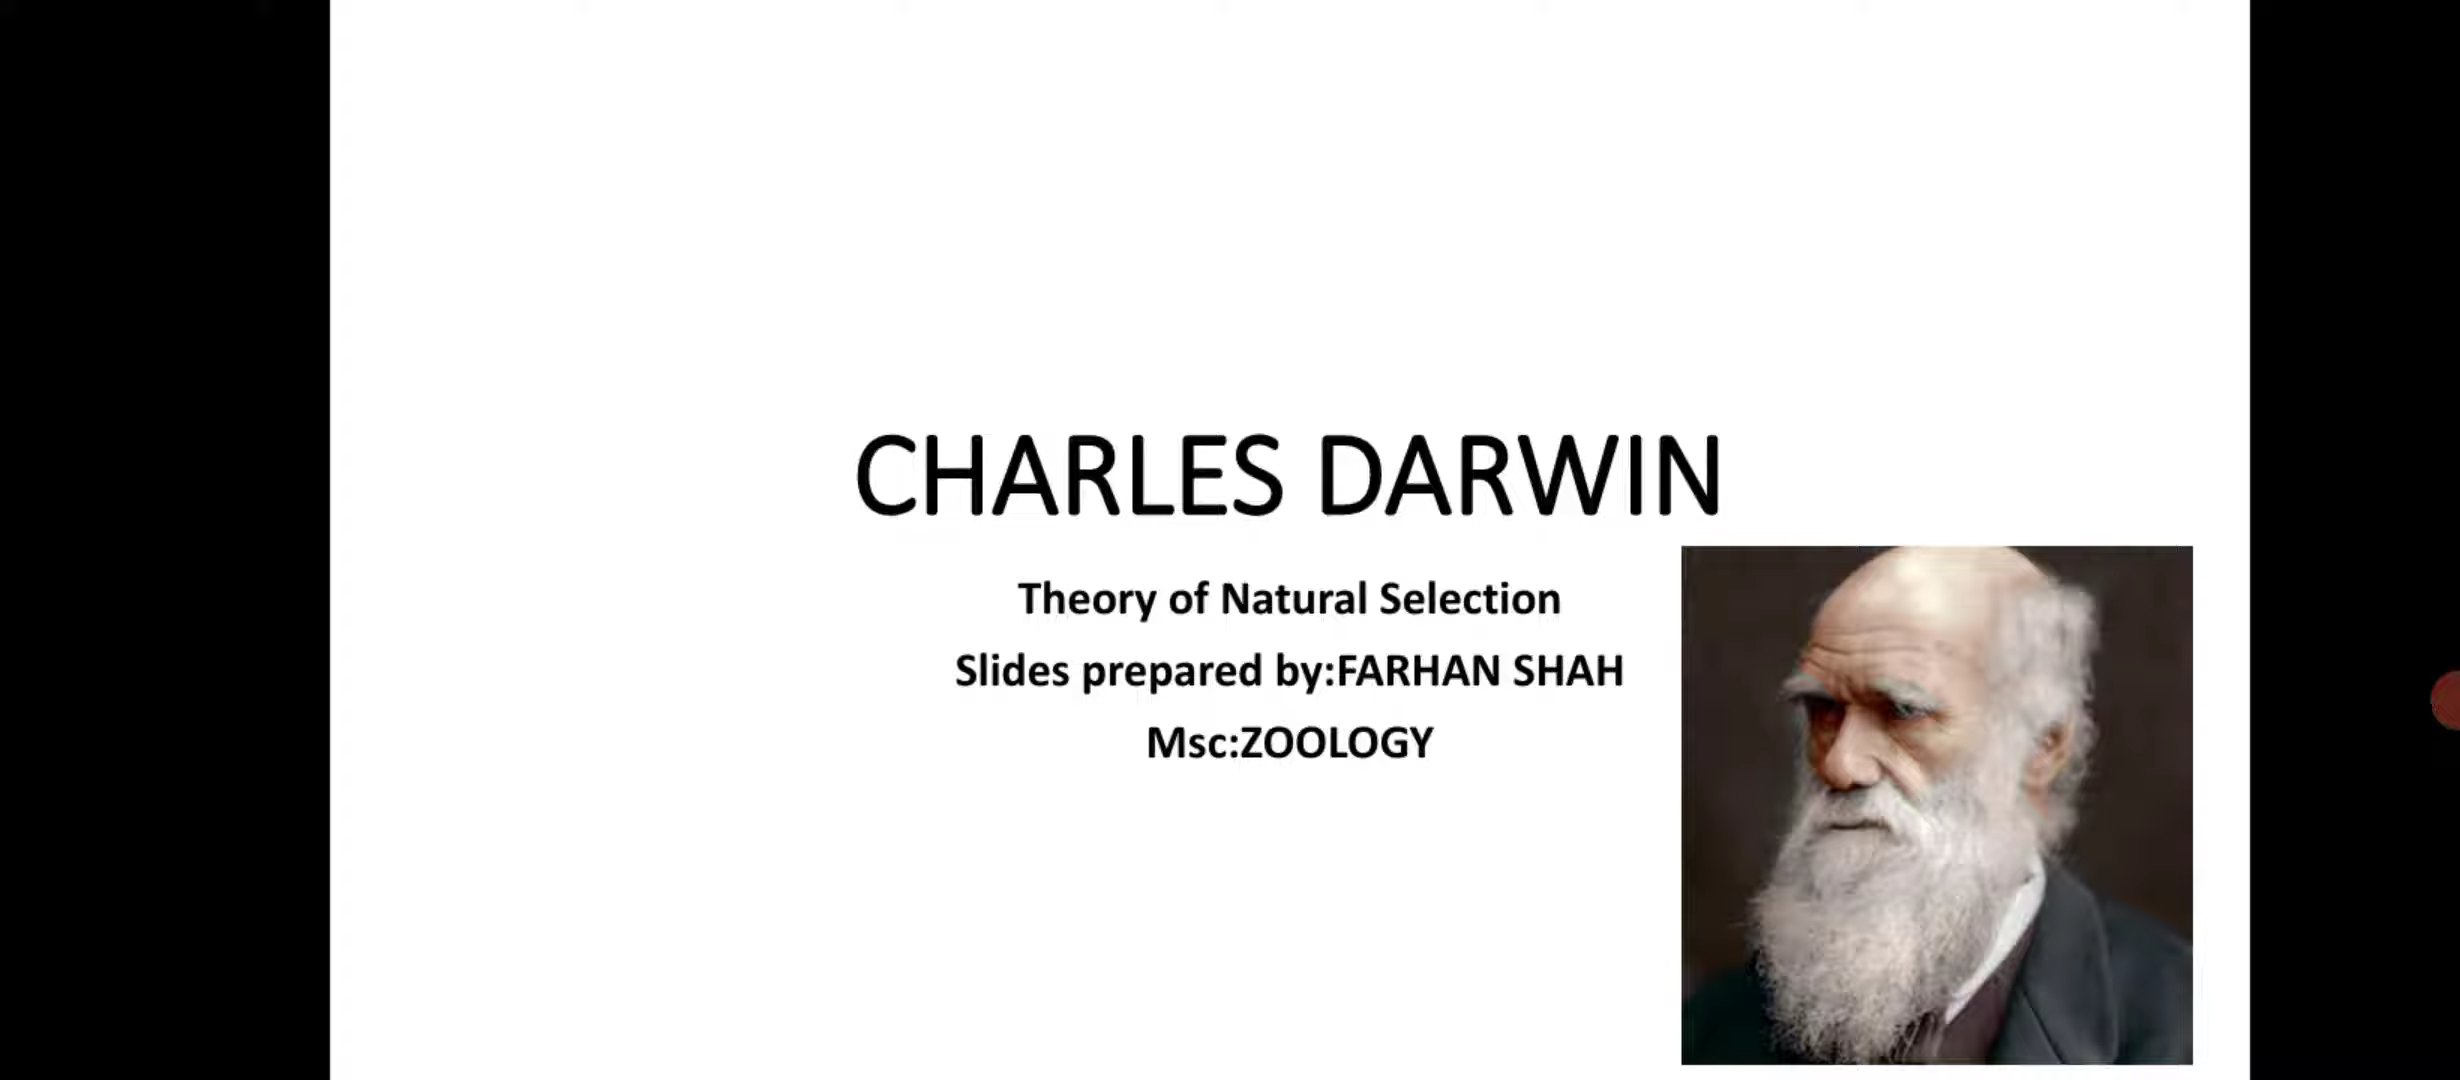 CHARLES DARWIN
Theory of Natural Selection
Slides prepared by:FARHAN SHAH
Msc:ZOOLOGY